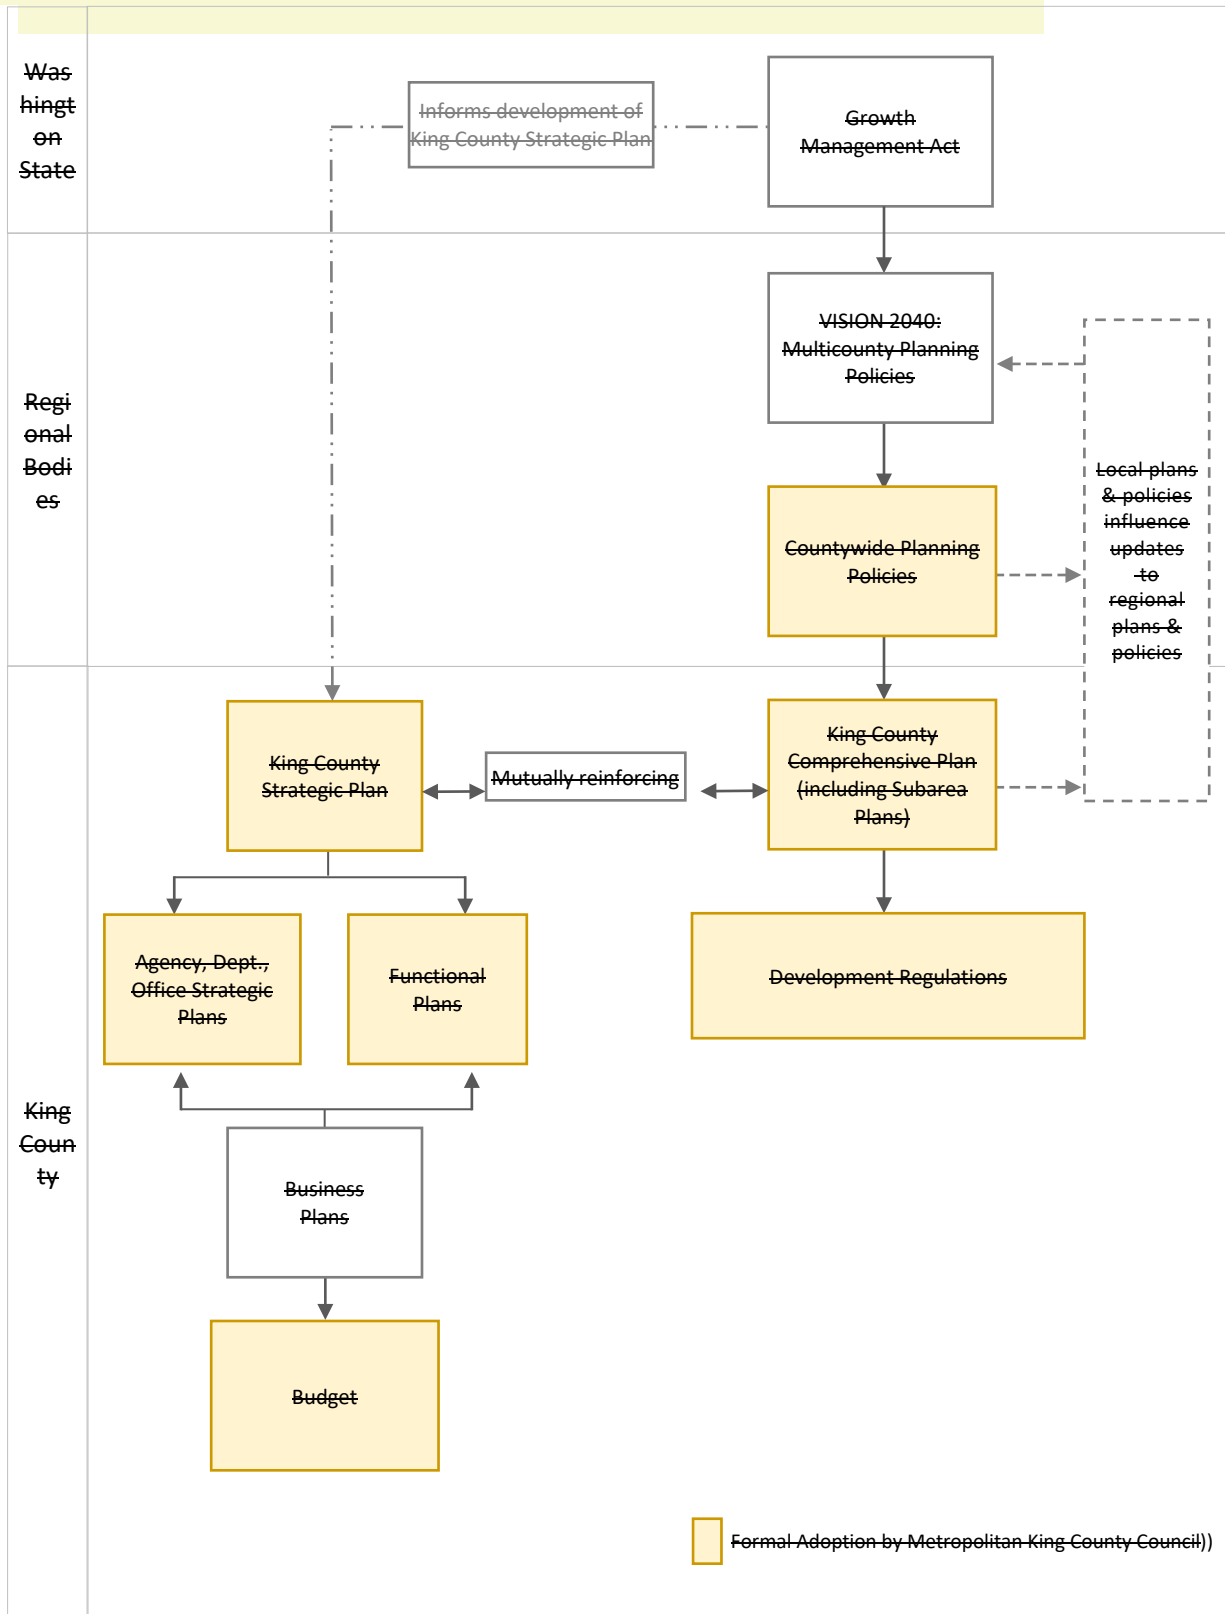 Was
hingt
on
State
Informs development of
King County Strategic Plan
Growth
Management Act
Regi
onal
Bodi
es
VISION 2040:
Multicounty Planning
Policies
Countywide Planning
Policies
Local plans
& policies
influence
updates
to
regional
plans &
policies
King
Coun
ty
King County
Strategic Plan
Mutually reinforcing
King County
Comprehensive Plan
(including Subarea
Plans)
Agency, Dept.,
Office Strategic
Plans
Functional
Plans
Development Regulations
Business
Plans
Budget
Formal Adoption by Metropolitan King County Council))